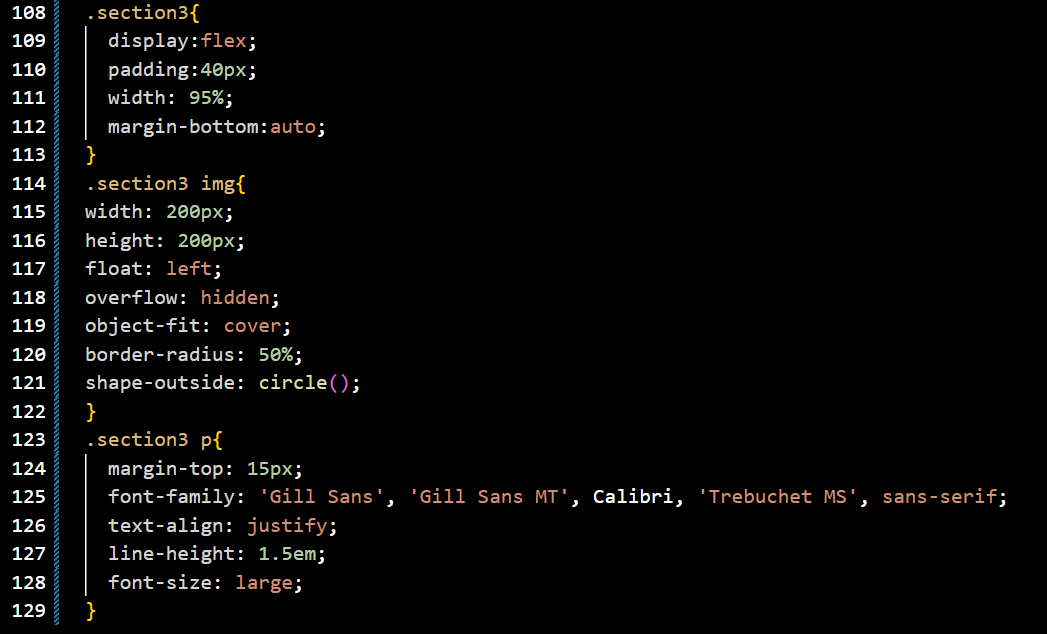 108 .section3{
109 display:flex;
110 padding:40px;
111 width: 95%;
112 margin-bottom:auto;
113 }
114 .section3 img{
115 width: 200px;
116 height: 200px;
117 float: left;
118 overflow: hidden;
119 object-fit: cover;
120 border-radius: 50%;
121 shape-outside: circle();
122 }
123 .section3 p{
124 margin-top: 15px;
125 font-family: 'Gill Sans', 'Gill Sans MT', Calibri, 'Trebuchet MS', sans-serif;
126 text-align: justify;
127 line-height: 1.5em;
128 font-size: large;
129 }